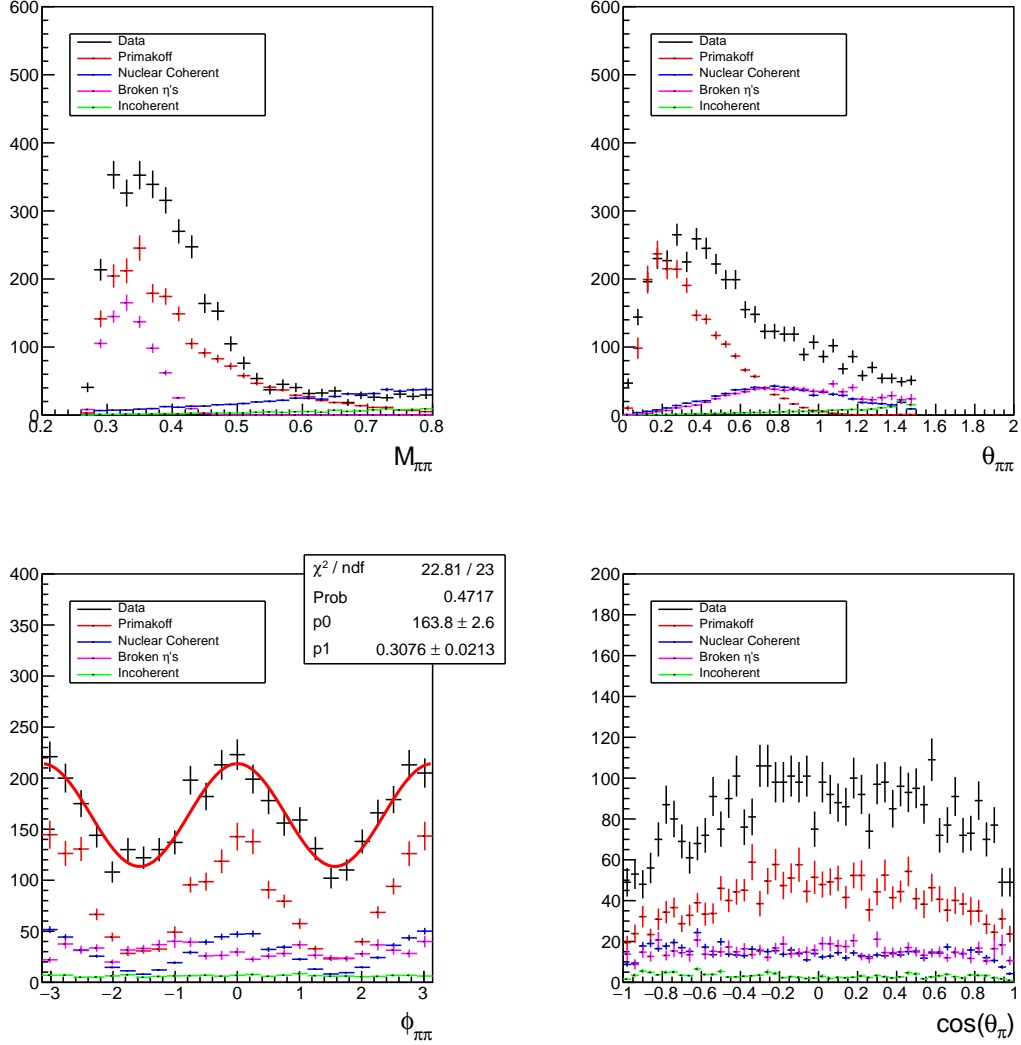 600
500
400
300
200
100
0
Data
Primakoff
Nuclear Coherent
Broken η's
Incoherent
0.2 0.3 0.4 0.5 0.6 0.7 0.8
M_ππ
600
500
400
300
200
100
0
Data
Primakoff
Nuclear Coherent
Broken η's
Incoherent
0 0.2 0.4 0.6 0.8 1 1.2 1.4 1.6 1.8 2
θ_ππ
χ² / ndf 22.81 / 23
Prob 0.4717
p0 163.8 ± 2.6
p1 0.3076 ± 0.0213
400
350
300
250
200
150
100
50
0
Data
Primakoff
Nuclear Coherent
Broken η's
Incoherent
−3 −2 −1 0 1 2 3
ϕ_ππ
200
180
160
140
120
100
80
60
40
20
0
Data
Primakoff
Nuclear Coherent
Broken η's
Incoherent
−1 −0.8 −0.6 −0.4 −0.2 0 0.2 0.4 0.6 0.8 1
cos(θ_π)